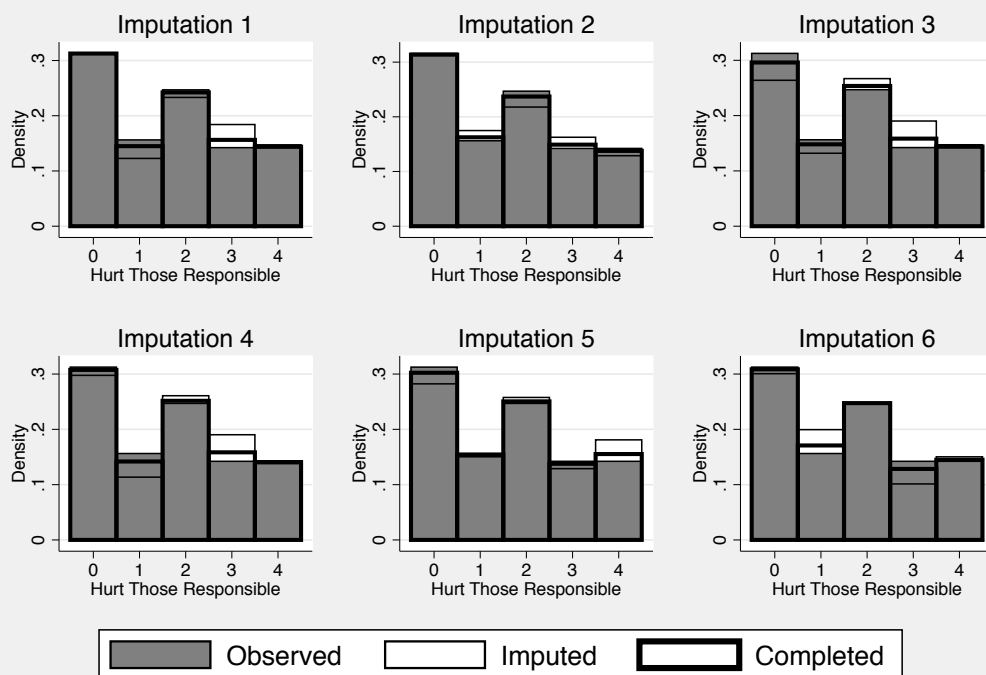 Imputation 1
Imputation 2
Imputation 3
Density
0 .1 .2 .3
0 1 2 3 4
Hurt Those Responsible
Density
0 .1 .2 .3
0 1 2 3 4
Hurt Those Responsible
Density
0 .1 .2 .3
0 1 2 3 4
Hurt Those Responsible
Imputation 4
Imputation 5
Imputation 6
Density
0 .1 .2 .3
0 1 2 3 4
Hurt Those Responsible
Density
0 .1 .2 .3
0 1 2 3 4
Hurt Those Responsible
Density
0 .1 .2 .3
0 1 2 3 4
Hurt Those Responsible
Observed Imputed Completed